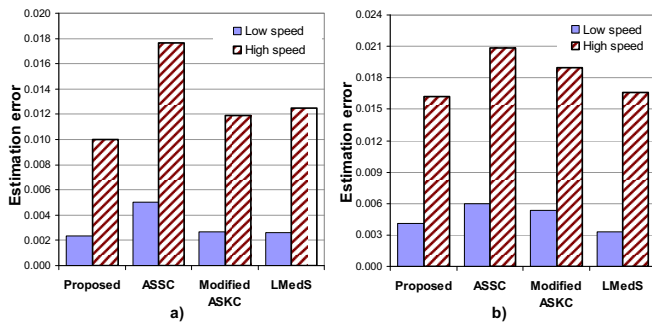 0.020
0.018
0.016
0.014
0.012
0.010
0.008
0.006
0.004
0.002
0.000
Estimation error
Low speed
High speed
Proposed ASSC Modified ASKC LMedS
a)
0.024
0.021
0.018
0.015
0.012
0.009
0.006
0.003
0.000
Estimation error
Low speed
High speed
Proposed ASSC Modified ASKC LMedS
b)